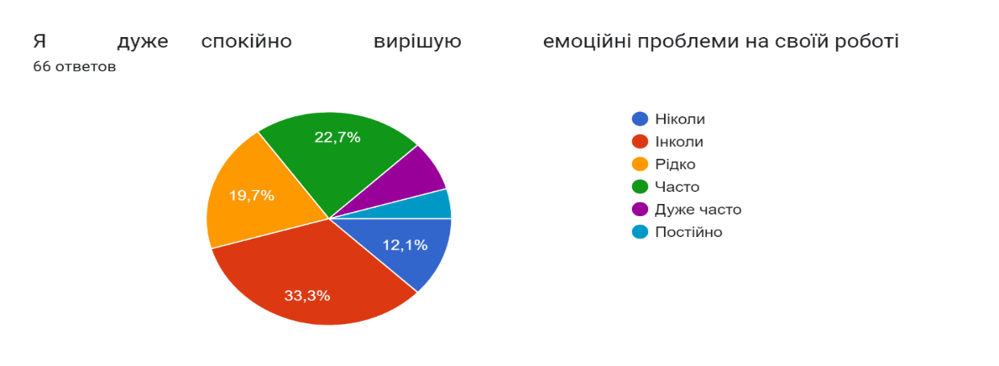 Я дуже спокійно вирішую емоційні проблеми на своїй роботі
66 ответов
22,7%
19,7%
12,1%
33,3%
Ніколи
Інколи
Рідко
Часто
Дуже часто
Постійно